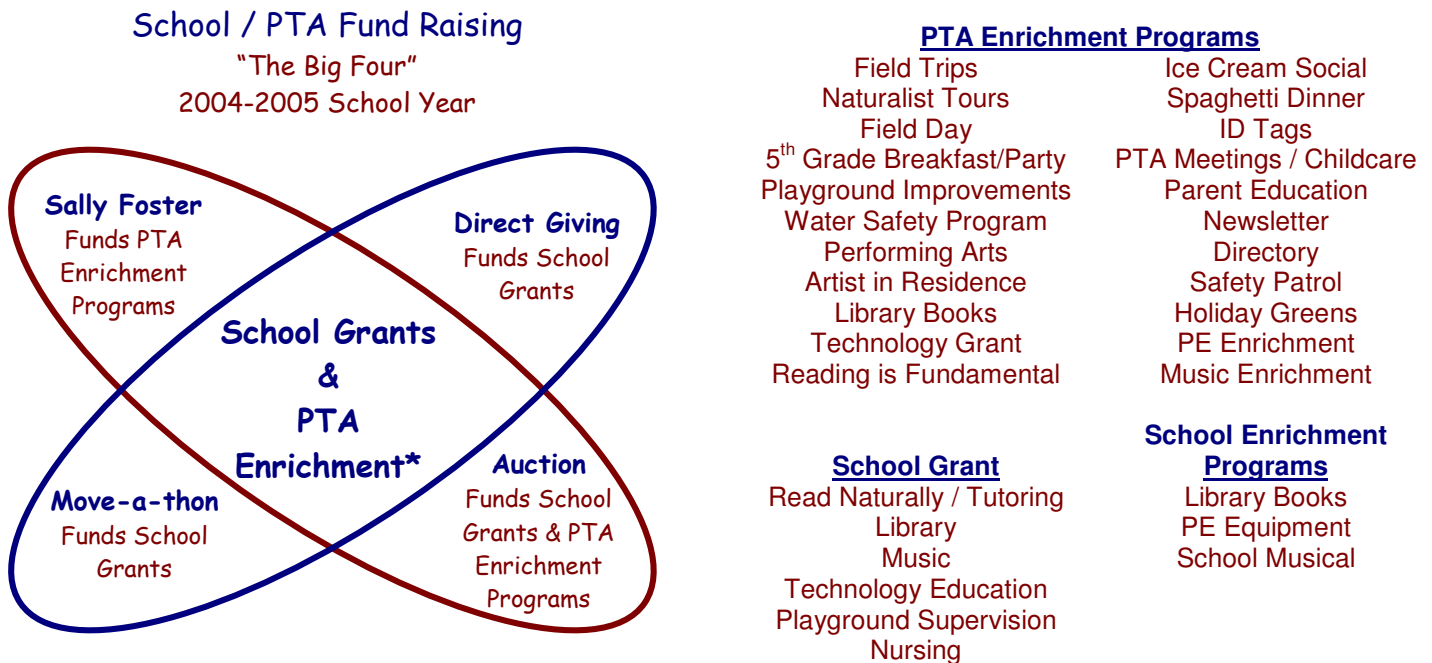 School / PTA Fund Raising
“The Big Four”
2004-2005 School Year
Sally Foster
Funds PTA
Enrichment
Programs
Direct Giving
Funds School
Grants
School Grants
&
PTA
Enrichment*
Move-a-thon
Funds School
Grants
Auction
Funds School
Grants & PTA
Enrichment
Programs
PTA Enrichment Programs
Field Trips
Naturalist Tours
Field Day
5th Grade Breakfast/Party
Playground Improvements
Water Safety Program
Performing Arts
Artist in Residence
Library Books
Technology Grant
Reading is Fundamental
Ice Cream Social
Spaghetti Dinner
ID Tags
PTA Meetings / Childcare
Parent Education
Newsletter
Directory
Safety Patrol
Holiday Greens
PE Enrichment
Music Enrichment
School Grant
Read Naturally / Tutoring
Library
Music
Technology Education
Playground Supervision
Nursing
School Enrichment
Programs
Library Books
PE Equipment
School Musical